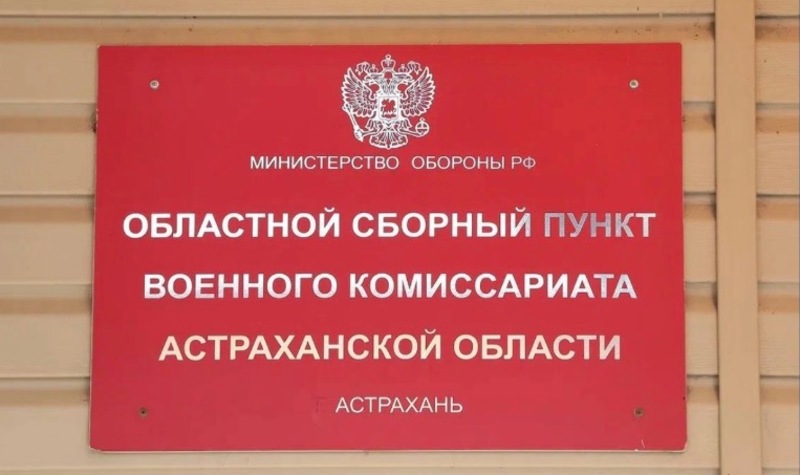 МИНИСТЕРСТВО ОБОРОНЫ РФ
ОБЛАСТНОЙ СБОРНЫЙ ПУНКТ
ВОЕННОГО КОМИССАРИАТА
АСТРАХАНСКОЙ ОБЛАСТИ
Г. АСТРАХАНЬ